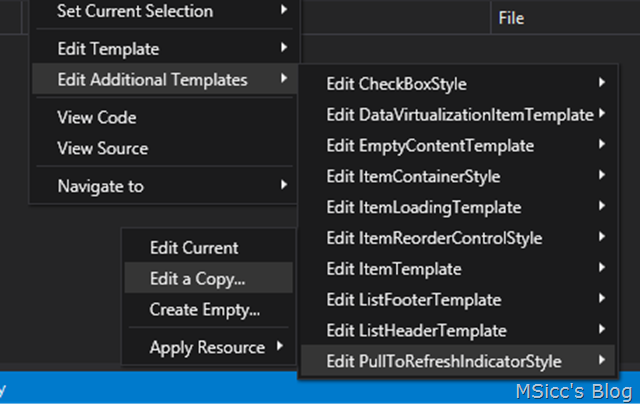 Set Current Selection
File
Edit Template
Edit Additional Templates
View Code
View Source
Navigate to
Edit CheckBoxStyle
Edit DataVirtualizationItemTemplate
Edit EmptyContentTemplate
Edit ItemContainerStyle
Edit ItemLoadingTemplate
Edit ItemReorderControlStyle
Edit ItemTemplate
Edit ListFooterTemplate
Edit ListHeaderTemplate
Edit PullToRefreshIndicatorStyle
Edit Current
Edit a Copy...
Create Empty...
Apply Resource
y
MSicc's Blog